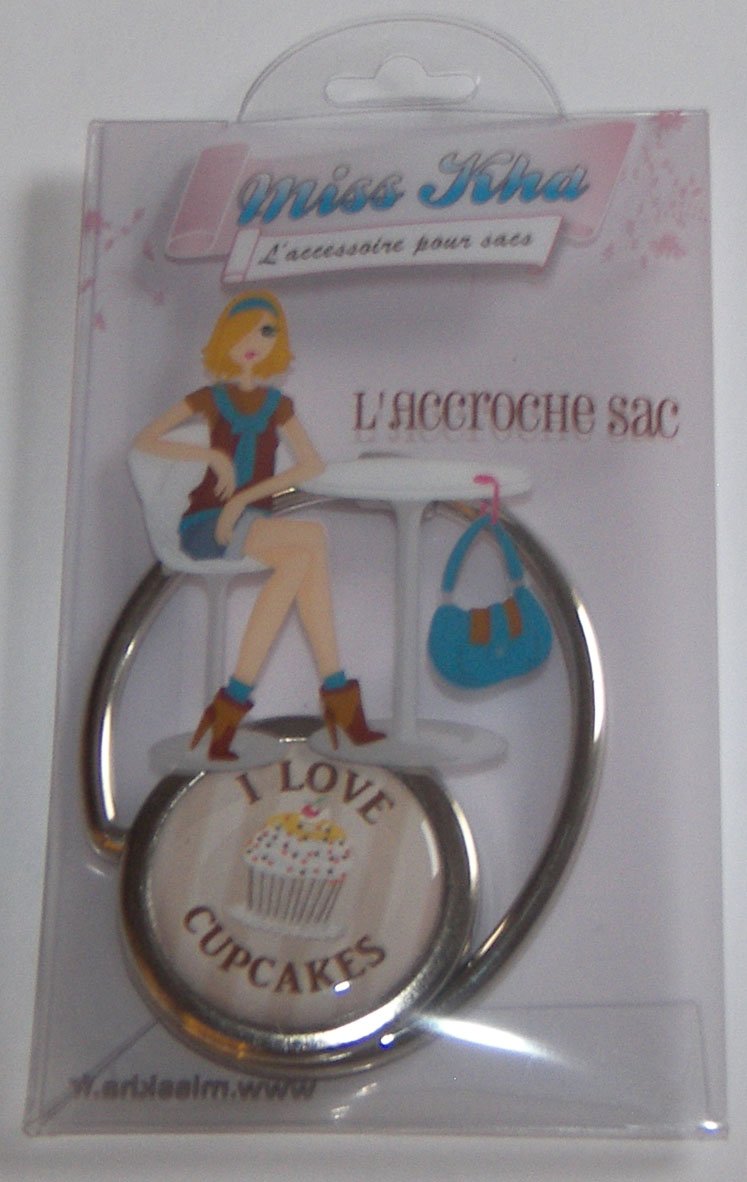 Miss Kha
L'accessoire pour sacs
L'Accroche sac
I LOVE
CUPCAKES